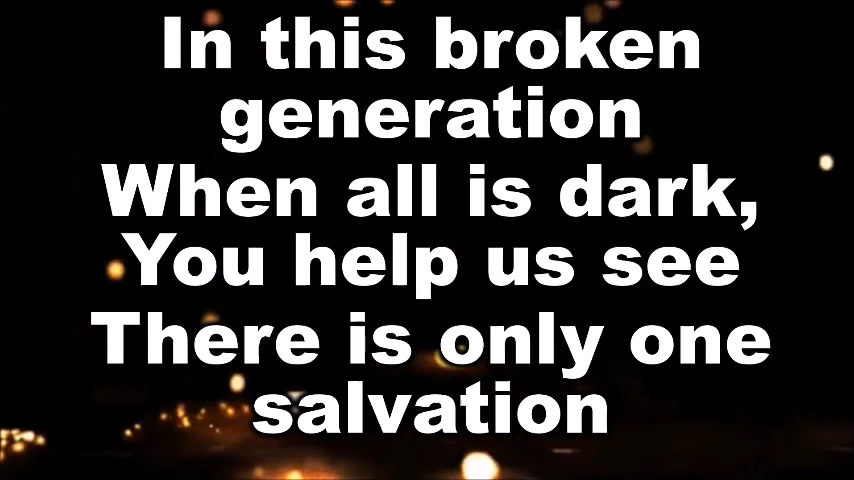 In this broken
generation
When all is dark,
You help us see
There is only one
salvation